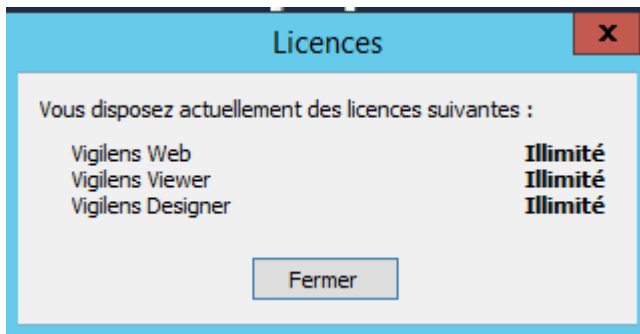 Licences
x
Vous disposez actuellement des licences suivantes :
Vigilens Web Illimité
Vigilens Viewer Illimité
Vigilens Designer Illimité
Fermer